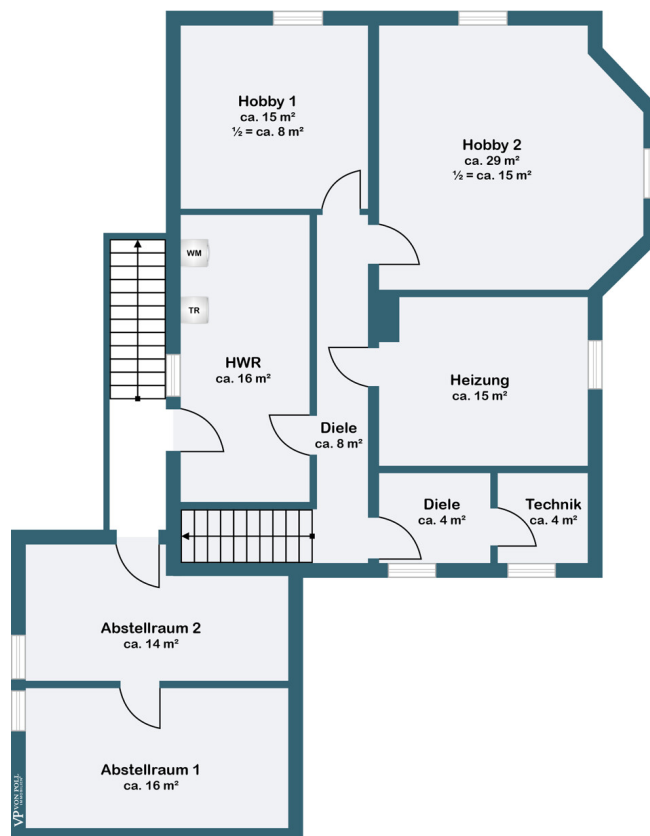 Hobby 1
ca. 15 m²
½ = ca. 8 m²
Hobby 2
ca. 29 m²
½ = ca. 15 m²
WM
TR
HWR
ca. 16 m²
Diele
ca. 8 m²
Heizung
ca. 15 m²
Diele
ca. 4 m²
Technik
ca. 4 m²
Abstellraum 2
ca. 14 m²
Abstellraum 1
ca. 16 m²
VP VON POLL
IMMOBILIEN